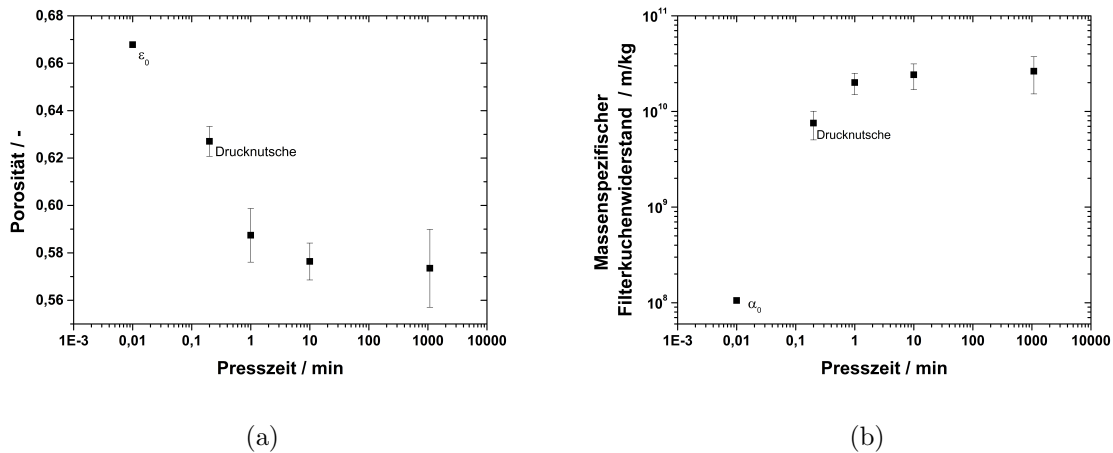 0,68
0,66
0,64
0,62
0,60
0,58
0,56
Porosität / -
ε0
Drucknutsche
1E-3 0,01 0,1 1 10 100 1000 10000
Presszeit / min
(a)
10^11
10^10
10^9
10^8
Massenspezifischer
Filterkuchenwiderstand / m/kg
Drucknutsche
α0
1E-3 0,01 0,1 1 10 100 1000 10000
Presszeit / min
(b)